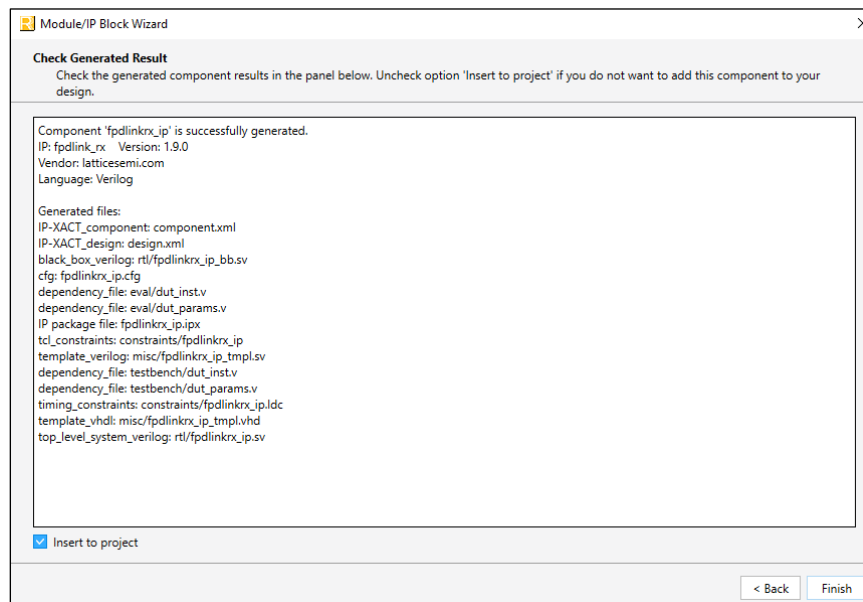 Module/IP Block Wizard
Check Generated Result
Check the generated component results in the panel below. Uncheck option 'Insert to project' if you do not want to add this component to your
design.
Component 'fpdlinkrx_ip' is successfully generated.
IP: fpdlink_rx    Version: 1.9.0
Vendor: latticesemi.com
Language: Verilog
Generated files:
IP-XACT_component: component.xml
IP-XACT_design: design.xml
black_box_verilog: rtl/fpdlinkrx_ip_bb.sv
cfg: fpdlinkrx_ip.cfg
dependency_file: eval/dut_inst.v
dependency_file: eval/dut_params.v
IP package file: fpdlinkrx_ip.ipx
tcl_constraints: constraints/fpdlinkrx_ip
template_verilog: misc/fpdlinkrx_ip_tmpl.sv
dependency_file: testbench/dut_inst.v
dependency_file: testbench/dut_params.v
timing_constraints: constraints/fpdlinkrx_ip.ldc
template_vhdl: misc/fpdlinkrx_ip_tmpl.vhd
top_level_system_verilog: rtl/fpdlinkrx_ip.sv
Insert to project
< Back    Finish